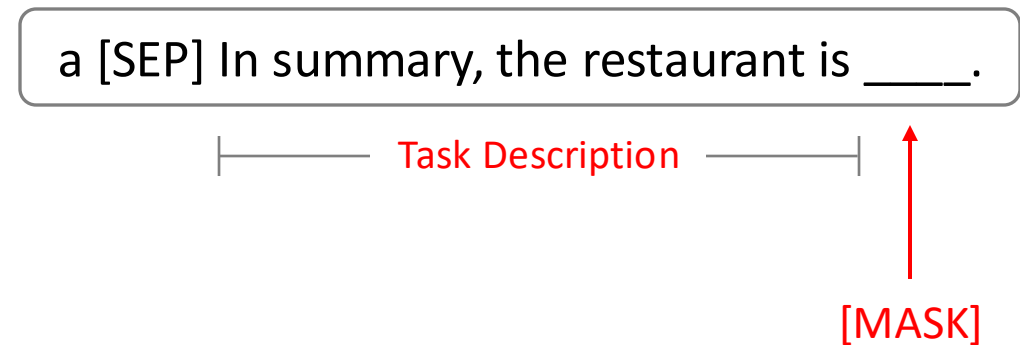 a [SEP] In summary, the restaurant is ____.
Task Description
[MASK]